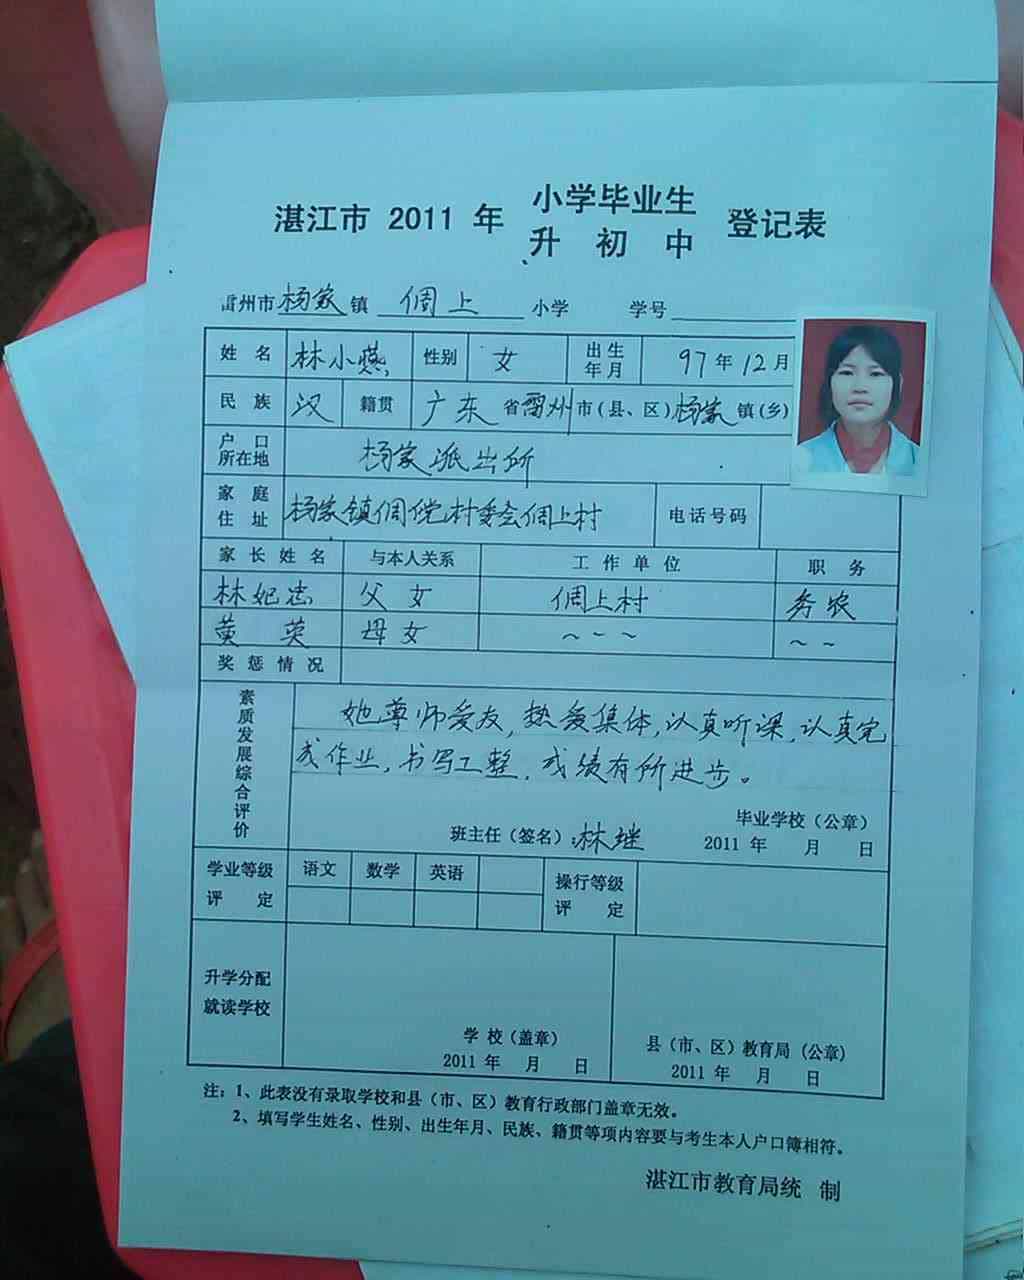 湛江市 2011 年 小学毕业生升初中 登记表
雷州市 杨家 镇 倜上 小学 学号
姓名 林小燕 性别 女 出生年月 97 年 12 月
民族 汉 籍贯 广东 省 雷州 市(县、区) 杨家 镇(乡)
户口所在地 杨家派出所
家庭住址 杨家镇 村委会倜上村 电话号码
家长姓名 与本人关系 工作单位 职务
林妃忠 父女 倜上村 务农
黄英 母女 ~ ~ ~ ~ ~
奖惩情况
素质发展综合评价
她尊师爱友,热爱集体,认真听课,认真完
成作业,书写工整,成绩有所进步。
毕业学校(公章)
班主任(签名): 林继 2011 年 月 日
学业等级评定 语文 数学 英语 操行等级评定
升学分配就读学校
学校(盖章) 县(市、区)教育局(公章)
2011 年 月 日 2011 年 月 日
注:1、此表没有录取学校和县(市、区)教育行政部门盖章无效。
2、填写学生姓名、性别、出生年月、民族、籍贯等项内容要与考生本人户口簿相符。
湛江市教育局统 制